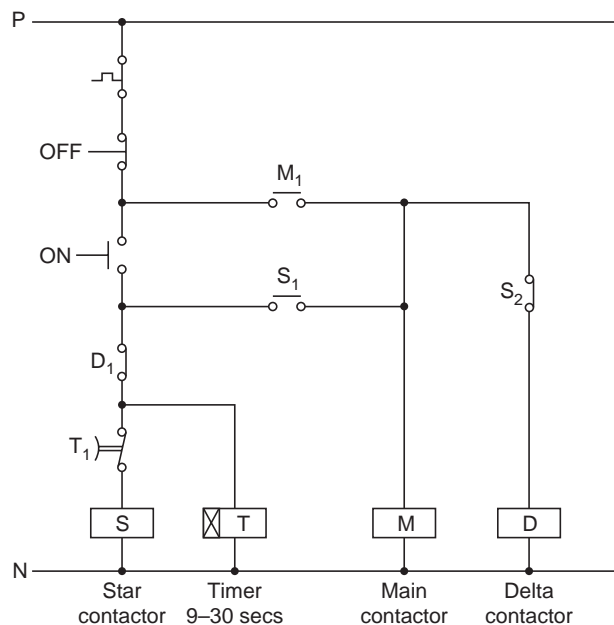 P
OFF
M1
ON
S1
S2
D1
T1
S
T
M
D
N
Star
contactor
Timer
9–30 secs
Main
contactor
Delta
contactor